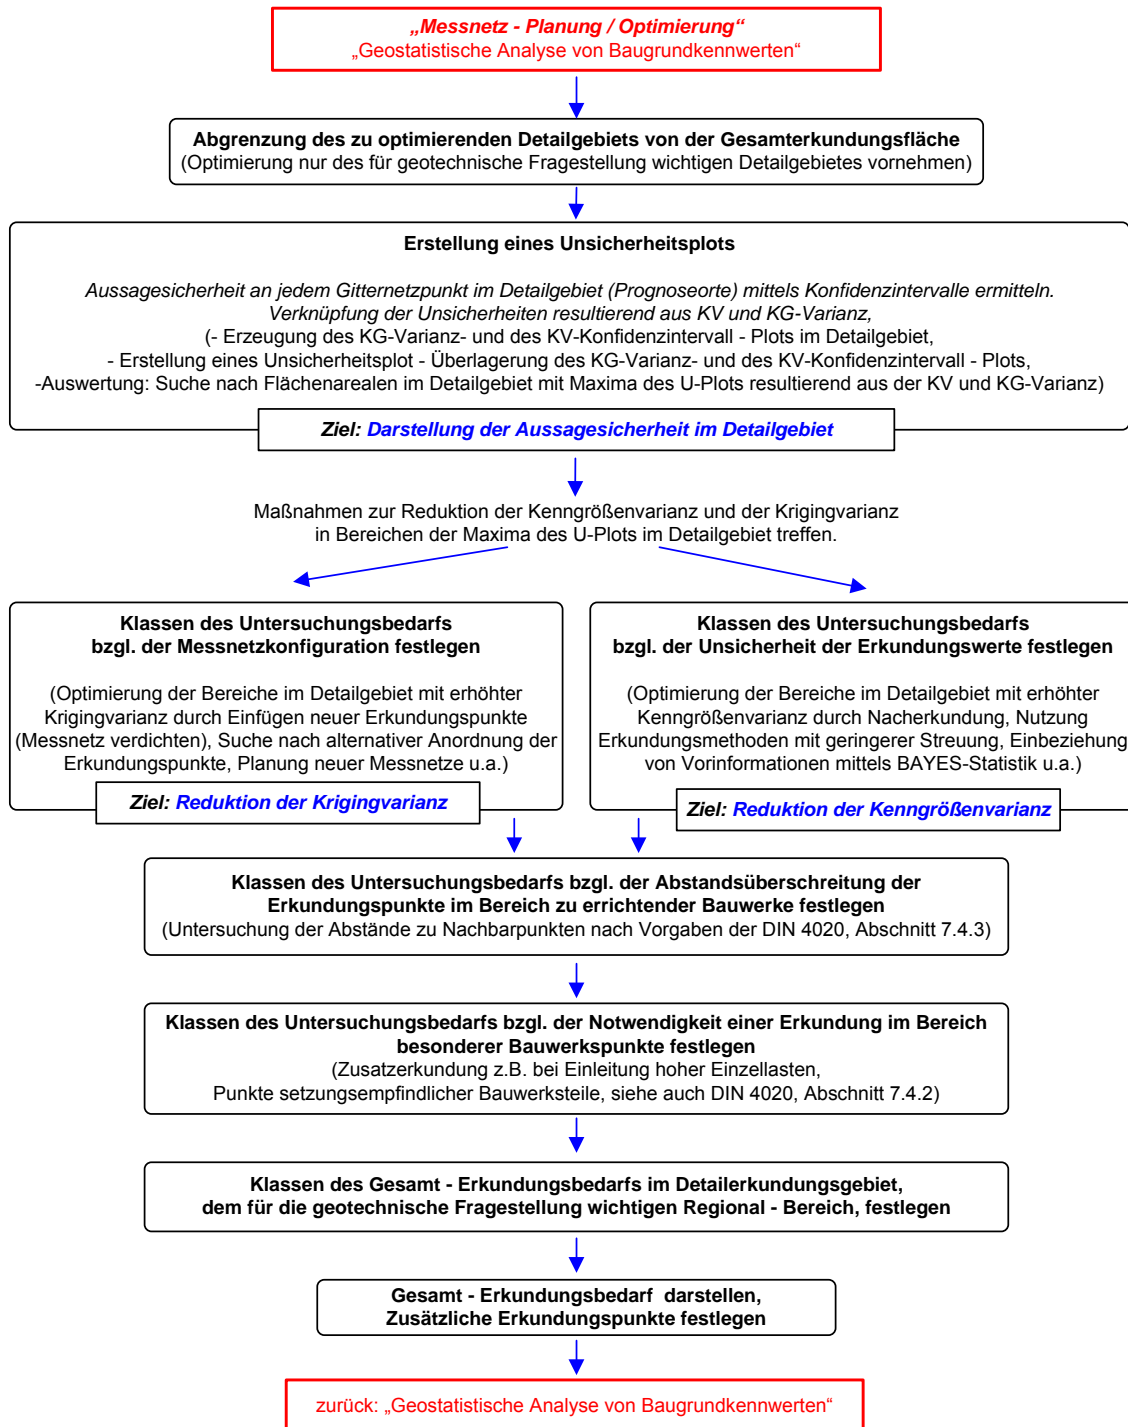 „Messnetz - Planung / Optimierung“
„Geostatistische Analyse von Baugrundkennwerten“
Abgrenzung des zu optimierenden Detailgebiets von der Gesamterkundungsfläche
(Optimierung nur des für geotechnische Fragestellung wichtigen Detailgebietes vornehmen)
Erstellung eines Unsicherheitsplots
Aussagesicherheit an jedem Gitternetzpunkt im Detailgebiet (Prognoseorte) mittels Konfidenzintervalle ermitteln.
Verknüpfung der Unsicherheiten resultierend aus KV und KG-Varianz,
(- Erzeugung des KG-Varianz- und des KV-Konfidenzintervall - Plots im Detailgebiet,
- Erstellung eines Unsicherheitsplot - Überlagerung des KG-Varianz- und des KV-Konfidenzintervall - Plots,
-Auswertung: Suche nach Flächenarealen im Detailgebiet mit Maxima des U-Plots resultierend aus der KV und KG-Varianz)
Ziel: Darstellung der Aussagesicherheit im Detailgebiet
Maßnahmen zur Reduktion der Kenngrößenvarianz und der Krigingvarianz
in Bereichen der Maxima des U-Plots im Detailgebiet treffen.
Klassen des Untersuchungsbedarfs
bzgl. der Messnetzkonfiguration festlegen
(Optimierung der Bereiche im Detailgebiet mit erhöhter
Krigingvarianz durch Einfügen neuer Erkundungspunkte
(Messnetz verdichten), Suche nach alternativer Anordnung der
Erkundungspunkte, Planung neuer Messnetze u.a.)
Ziel: Reduktion der Krigingvarianz
Klassen des Untersuchungsbedarfs
bzgl. der Unsicherheit der Erkundungswerte festlegen
(Optimierung der Bereiche im Detailgebiet mit erhöhter
Kenngrößenvarianz durch Nacherkundung, Nutzung
Erkundungsmethoden mit geringerer Streuung, Einbeziehung
von Vorinformationen mittels BAYES-Statistik u.a.)
Ziel: Reduktion der Kenngrößenvarianz
Klassen des Untersuchungsbedarfs bzgl. der Abstandsüberschreitung der
Erkundungspunkte im Bereich zu errichtender Bauwerke festlegen
(Untersuchung der Abstände zu Nachbarpunkten nach Vorgaben der DIN 4020, Abschnitt 7.4.3)
Klassen des Untersuchungsbedarfs bzgl. der Notwendigkeit einer Erkundung im Bereich
besonderer Bauwerkspunkte festlegen
(Zusatzerkundung z.B. bei Einleitung hoher Einzellasten,
Punkte setzungsempfindlicher Bauwerksteile, siehe auch DIN 4020, Abschnitt 7.4.2)
Klassen des Gesamt - Erkundungsbedarfs im Detailerkundungsgebiet,
dem für die geotechnische Fragestellung wichtigen Regional - Bereich, festlegen
Gesamt - Erkundungsbedarf darstellen,
Zusätzliche Erkundungspunkte festlegen
zurück: „Geostatistische Analyse von Baugrundkennwerten“